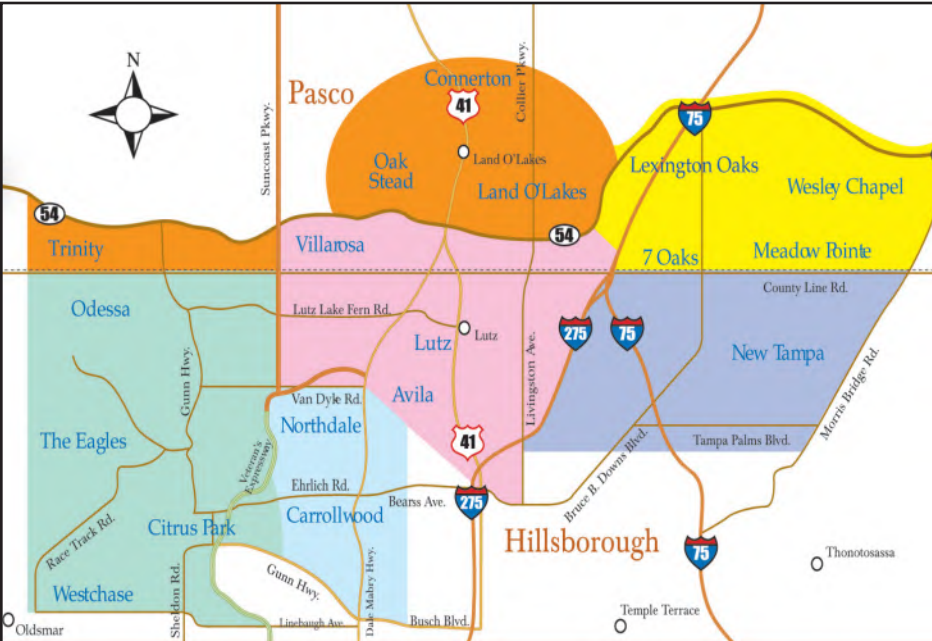 N
Pasco
Suncoast Pkwy.
Connerton
41
Collier Pkwy.
75
Land O'Lakes
Oak
Stead
Land O'Lakes
Lexington Oaks
Wesley Chapel
54
54
Trinity
Villarosa
7 Oaks
Meadow Pointe
County Line Rd.
Odessa
Lutz Lake Fern Rd.
Lutz
Lutz
275
75
New Tampa
Gunn Hwy.
Livingston Ave.
Morris Bridge Rd.
Van Dyle Rd.
Avila
Northdale
The Eagles
41
Tampa Palms Blvd.
Veteran's
Expressway
Ehrlich Rd.
Bearss Ave.
275
Bruce B. Downs Blvd.
Citrus Park
Carrollwood
Race Track Rd.
Hillsborough
75
Thonotosassa
Gunn Hwy.
Westchase
Sheldon Rd.
Dale Mabry Hwy.
Linebaugh Ave.
Busch Blvd.
Temple Terrace
Oldsmar